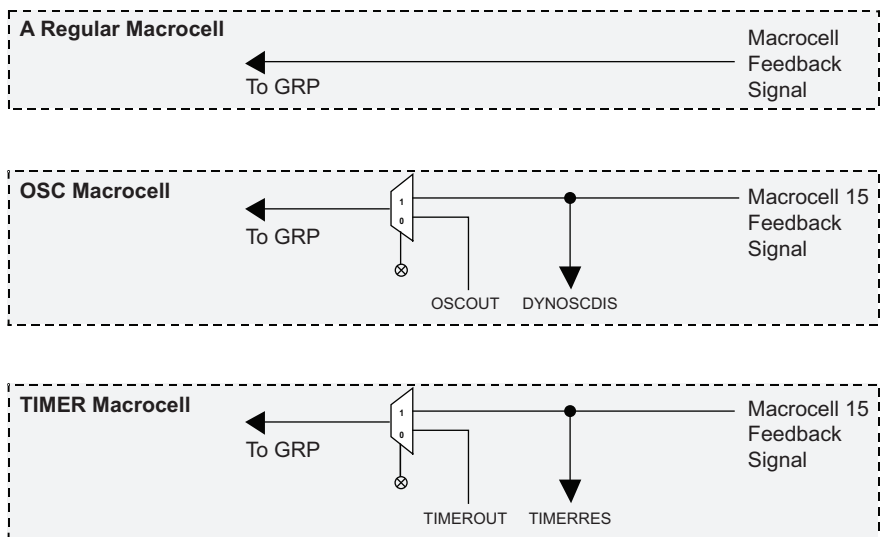 A Regular Macrocell
Macrocell
Feedback
Signal
To GRP
OSC Macrocell
1
0
Macrocell 15
Feedback
Signal
To GRP
OSCOUT
DYNOSCDIS
TIMER Macrocell
1
0
Macrocell 15
Feedback
Signal
To GRP
TIMEROUT
TIMERRES